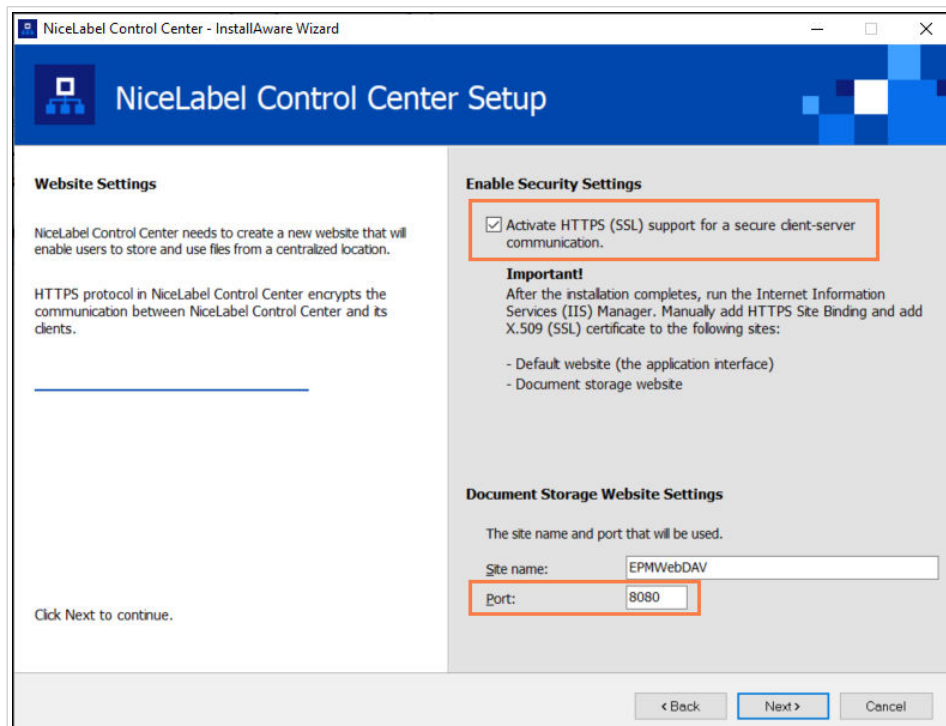 NiceLabel Control Center - InstallAware Wizard
NiceLabel Control Center Setup
Website Settings
NiceLabel Control Center needs to create a new website that will
enable users to store and use files from a centralized location.
HTTPS protocol in NiceLabel Control Center encrypts the
communication between NiceLabel Control Center and its
clients.
Click Next to continue.
Enable Security Settings
Activate HTTPS (SSL) support for a secure client-server
communication.
Important!
After the installation completes, run the Internet Information
Services (IIS) Manager. Manually add HTTPS Site Binding and add
X.509 (SSL) certificate to the following sites:
- Default website (the application interface)
- Document storage website
Document Storage Website Settings
The site name and port that will be used.
Site name: EPMWebDAV
Port: 8080
< Back Next > Cancel